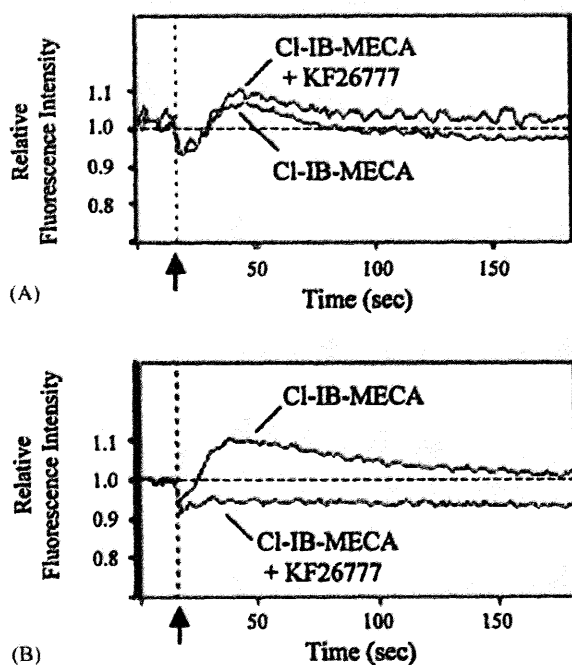 Cl-IB-MECA
+ KF26777
Cl-IB-MECA
Relative
Fluorescence Intensity
1.1
1.0
0.9
0.8
50
100
150
Time (sec)
(A)
Cl-IB-MECA
Cl-IB-MECA
+ KF26777
Relative
Fluorescence Intensity
1.1
1.0
0.9
0.8
50
100
150
Time (sec)
(B)